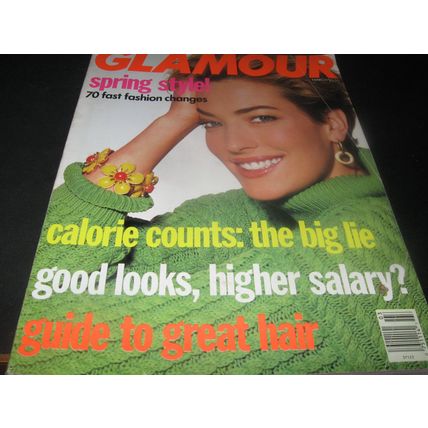 GLAMOUR
spring style!
70 fast fashion changes
calorie counts: the big lie
good looks, higher salary?
guide to great hair